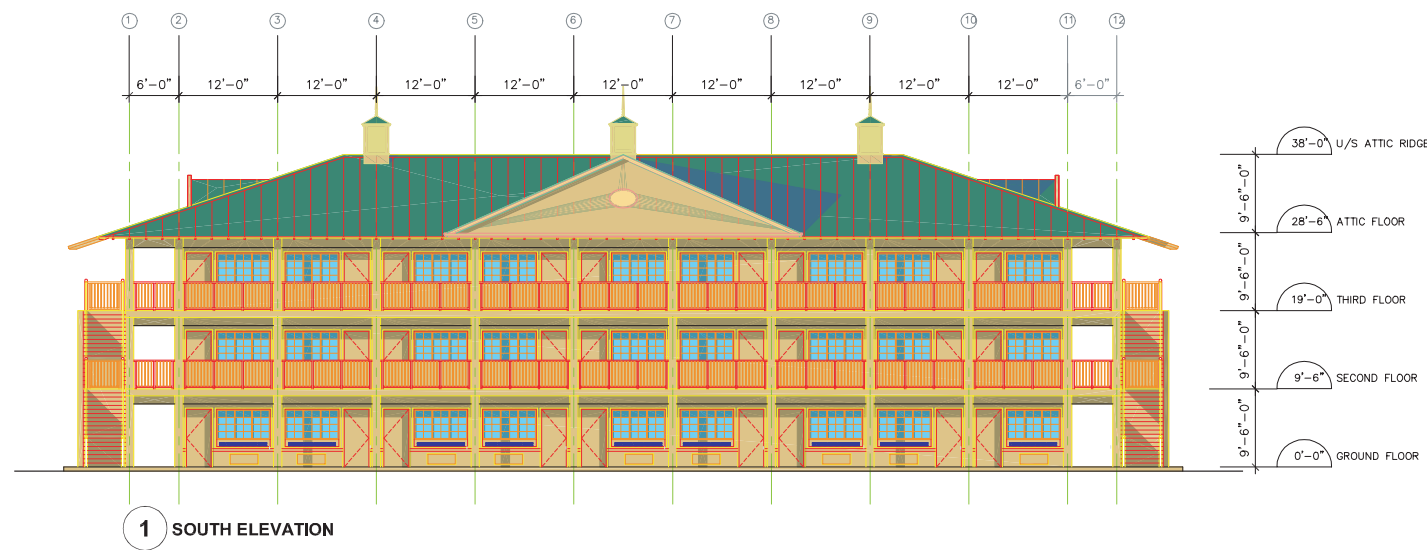 1 2 3 4 5 6 7 8 9 10 11 12
6'-0" 12'-0" 12'-0" 12'-0" 12'-0" 12'-0" 12'-0" 12'-0" 12'-0" 12'-0" 6'-0"
38'-0" U/S ATTIC RIDGE
9'-6"-0"
28'-6" ATTIC FLOOR
9'-6"-0"
19'-0" THIRD FLOOR
9'-6"-0"
9'-6" SECOND FLOOR
9'-6"-0"
0'-0" GROUND FLOOR
1 SOUTH ELEVATION